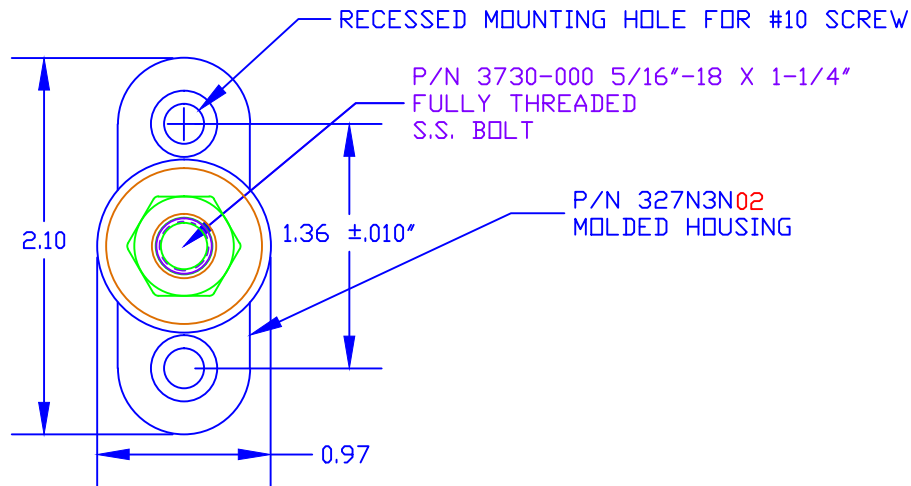 RECESSED MOUNTING HOLE FOR #10 SCREW
P/N 3730-000 5/16"-18 X 1-1/4"
FULLY THREADED
S.S. BOLT
P/N 327N3N02
MOLDED HOUSING
2.10
1.36 ±.010"
0.97